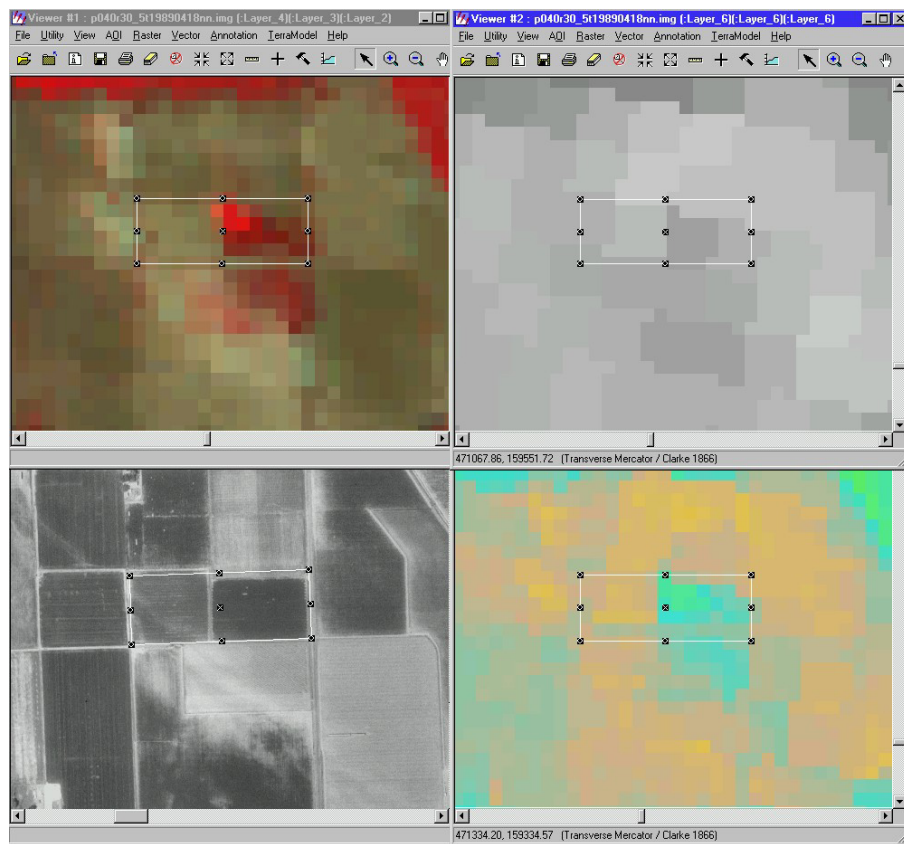 Viewer #1 : p040r30_5t19890418nn.img (:Layer_4)(:Layer_3)(:Layer_2)
File Utility View AOI Raster Vector Annotation TerraModel Help
Viewer #2 : p040r30_5t19890418nn.img (:Layer_6)(:Layer_6)(:Layer_6)
File Utility View AOI Raster Vector Annotation TerraModel Help
471067.86, 159551.72 (Transverse Mercator / Clarke 1866)
471334.20, 159334.57 (Transverse Mercator / Clarke 1866)